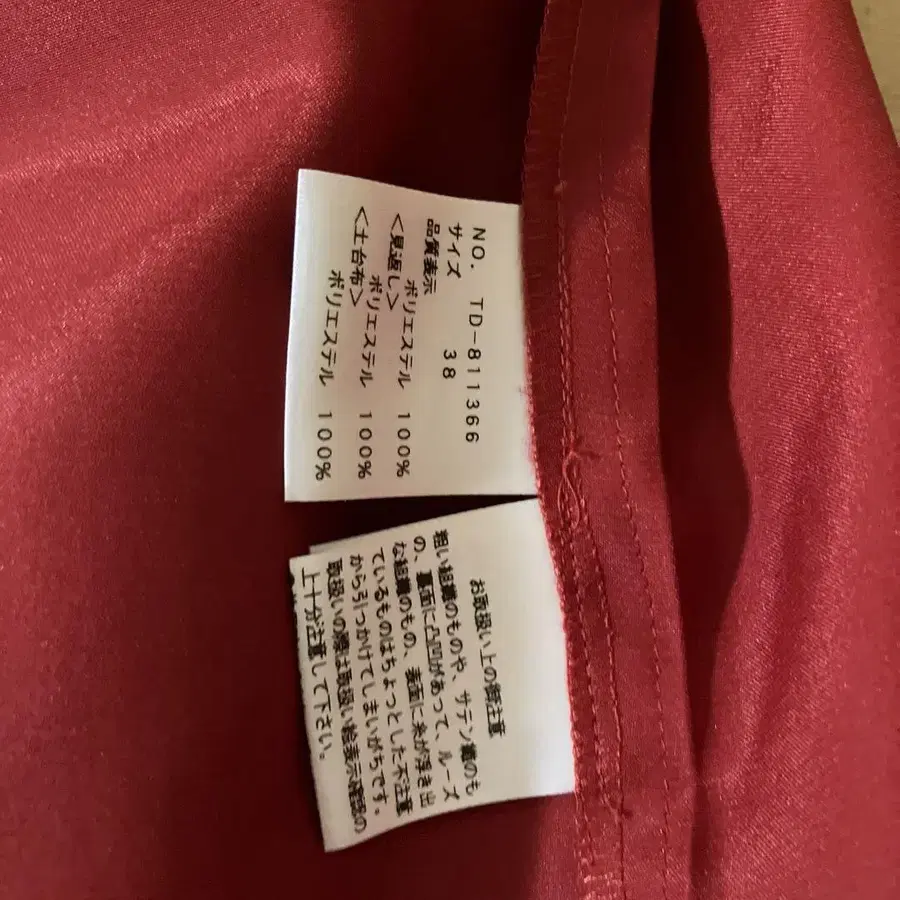 NO. TD-811366
サイズ 38
品質表示
ポリエステル 100%
<見返し>
ポリエステル 100%
<土台布>
ポリエステル 100%
お取扱い上の御注意
粗い組織のものや、サテン織のも
の、裏面に凸凹があって、ルーズ
な組織のもの、表面に糸が浮き出
ているものはちょっとした不注意
から引っかけてしまいがちです。
取扱いの際は取扱い絵表示確認の
上十分注意して下さい。